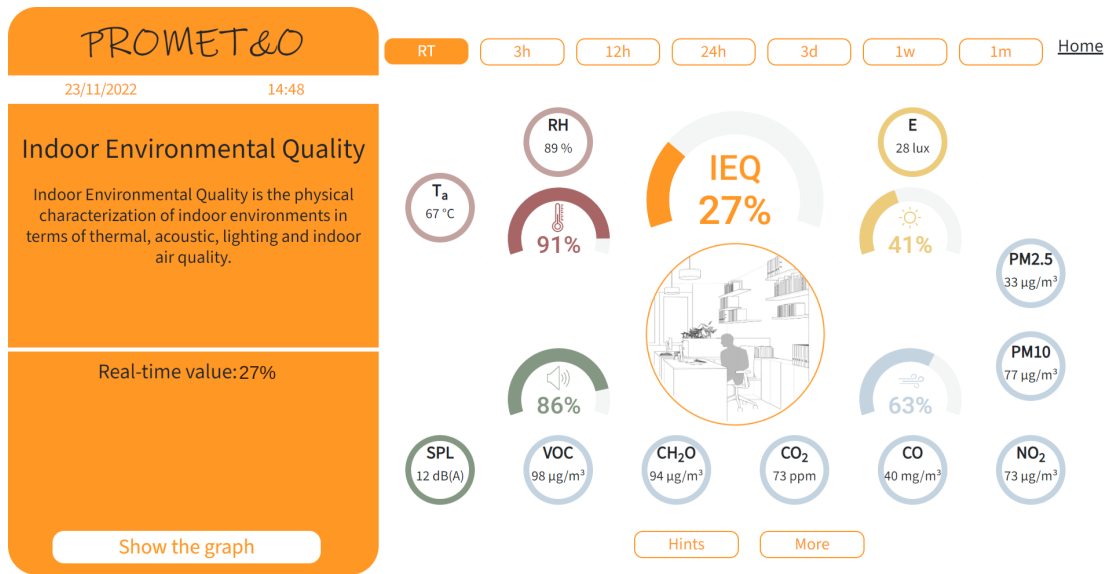 PROMET&O
23/11/2022 14:48
Indoor Environmental Quality
Indoor Environmental Quality is the physical
characterization of indoor environments in
terms of thermal, acoustic, lighting and indoor
air quality.
Real-time value:27%
Show the graph
RT 3h 12h 24h 3d 1w 1m Home
RH
89 %
Ta
67 °C
91%
IEQ
27%
E
28 lux
41%
PM2.5
33 µg/m³
PM10
77 µg/m³
86%
63%
SPL
12 dB(A)
VOC
98 µg/m³
CH₂O
94 µg/m³
CO₂
73 ppm
CO
40 mg/m³
NO₂
73 µg/m³
Hints More